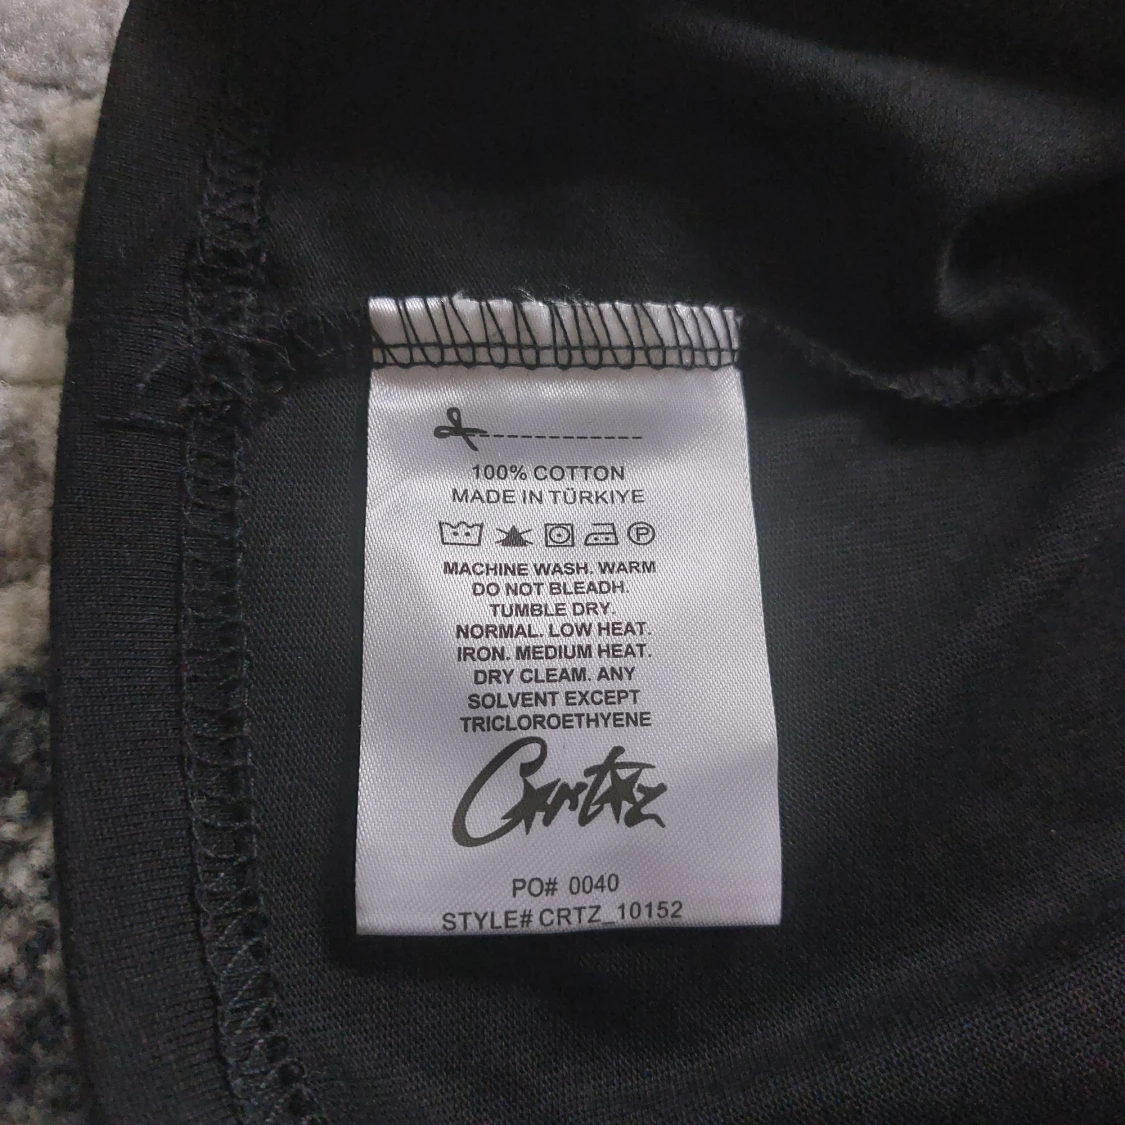 100% COTTON
MADE IN TÜRKIYE
P
MACHINE WASH. WARM
DO NOT BLEADH.
TUMBLE DRY.
NORMAL. LOW HEAT.
IRON. MEDIUM HEAT.
DRY CLEAM. ANY
SOLVENT EXCEPT
TRICLOROETHYENE
Crtz
PO# 0040
STYLE# CRTZ_10152